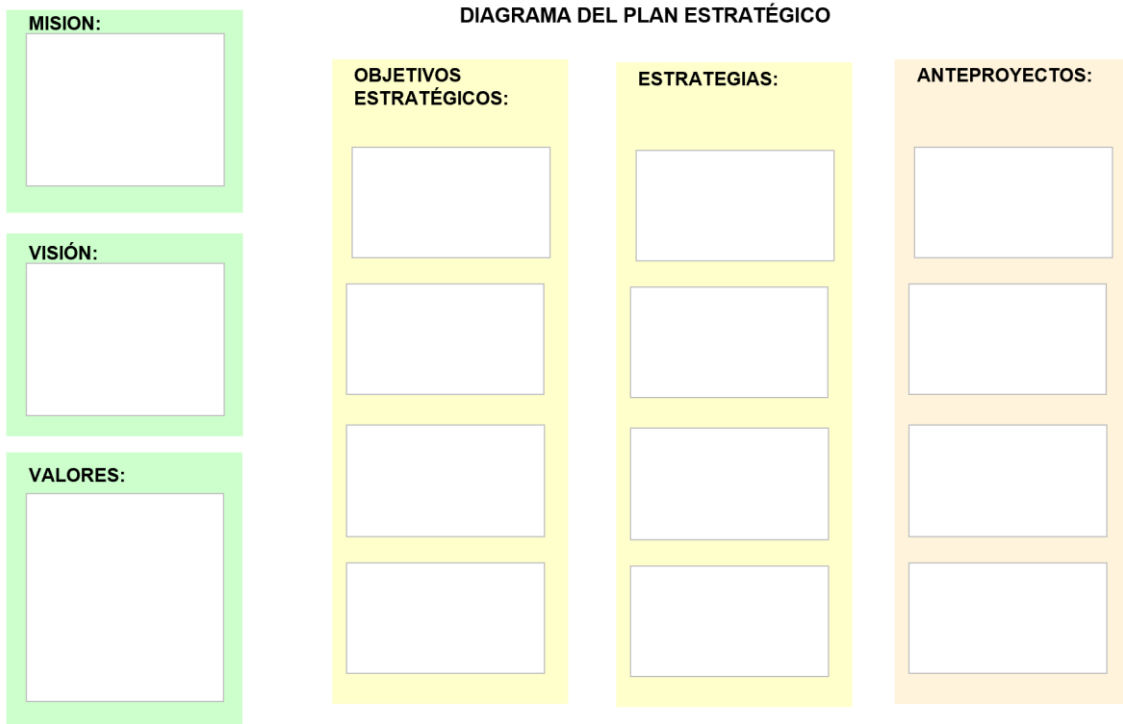 DIAGRAMA DEL PLAN ESTRATÉGICO
MISION:
VISIÓN:
VALORES:
OBJETIVOS
ESTRATÉGICOS:
ESTRATEGIAS:
ANTEPROYECTOS: